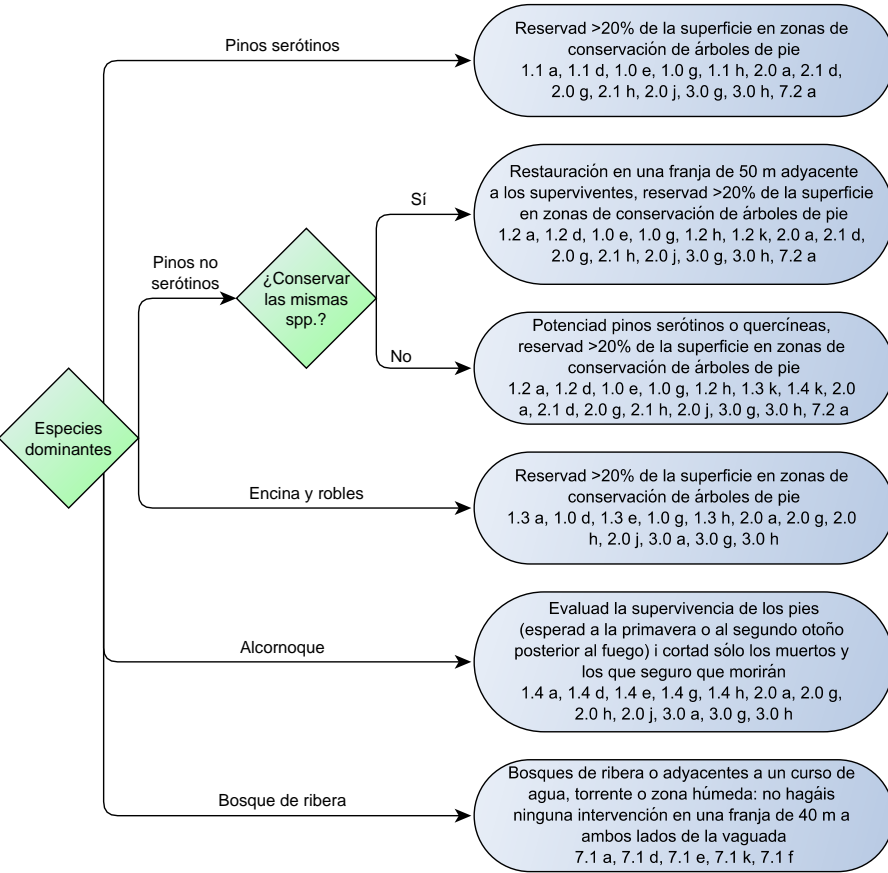 Pinos serótinos
Reservad >20% de la superficie en zonas de
conservación de árboles de pie
1.1 a, 1.1 d, 1.0 e, 1.0 g, 1.1 h, 2.0 a, 2.1 d,
2.0 g, 2.1 h, 2.0 j, 3.0 g, 3.0 h, 7.2 a
Pinos no
serótinos
¿Conservar
las mismas
spp.?
Sí
Restauración en una franja de 50 m adyacente
a los superviventes, reservad >20% de la superficie
en zonas de conservación de árboles de pie
1.2 a, 1.2 d, 1.0 e, 1.0 g, 1.2 h, 1.2 k, 2.0 a, 2.1 d,
2.0 g, 2.1 h, 2.0 j, 3.0 g, 3.0 h, 7.2 a
No
Potenciad pinos serótinos o quercíneas,
reservad >20% de la superficie en zonas de
conservación de árboles de pie
1.2 a, 1.2 d, 1.0 e, 1.0 g, 1.2 h, 1.3 k, 1.4 k, 2.0
a, 2.1 d, 2.0 g, 2.1 h, 2.0 j, 3.0 g, 3.0 h, 7.2 a
Especies
dominantes
Encina y robles
Reservad >20% de la superficie en zonas de
conservación de árboles de pie
1.3 a, 1.0 d, 1.3 e, 1.0 g, 1.3 h, 2.0 a, 2.0 g, 2.0
h, 2.0 j, 3.0 a, 3.0 g, 3.0 h
Alcornoque
Evaluad la supervivencia de los pies
(esperad a la primavera o al segundo otoño
posterior al fuego) i cortad sólo los muertos y
los que seguro que morirán
1.4 a, 1.4 d, 1.4 e, 1.4 g, 1.4 h, 2.0 a, 2.0 g,
2.0 h, 2.0 j, 3.0 a, 3.0 g, 3.0 h
Bosque de ribera
Bosques de ribera o adyacentes a un curso de
agua, torrente o zona húmeda: no hagáis
ninguna intervención en una franja de 40 m a
ambos lados de la vaguada
7.1 a, 7.1 d, 7.1 e, 7.1 k, 7.1 f